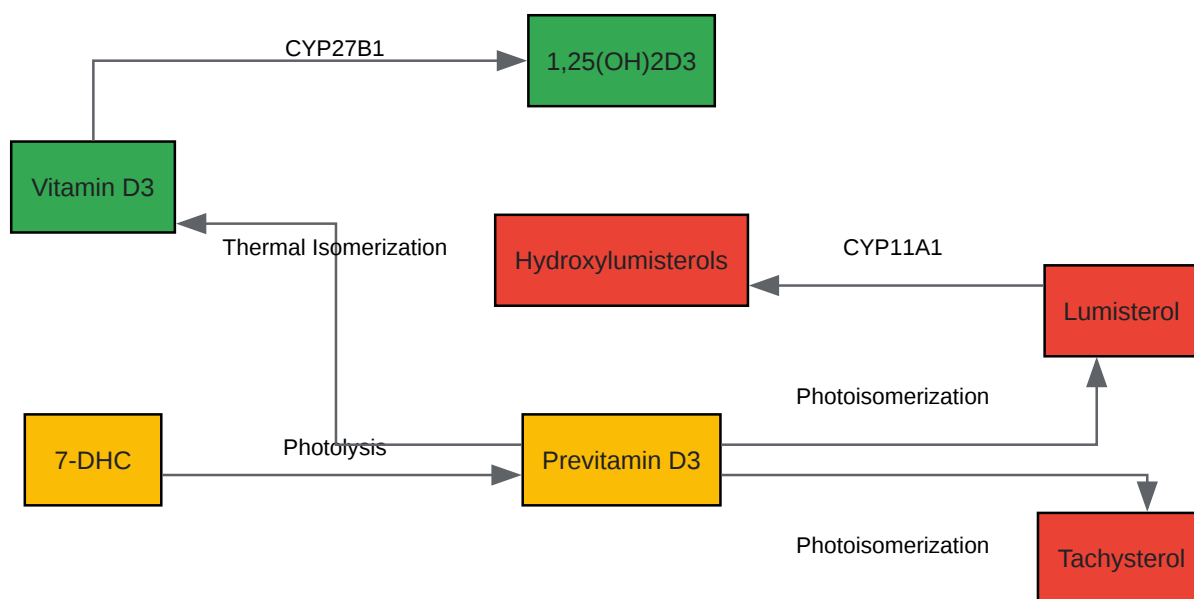 CYP27B1
1,25(OH)2D3
Vitamin D3
Thermal Isomerization
Hydroxylumisterols
CYP11A1
Lumisterol
Photoisomerization
7-DHC
Photolysis
Previtamin D3
Photoisomerization
Tachysterol